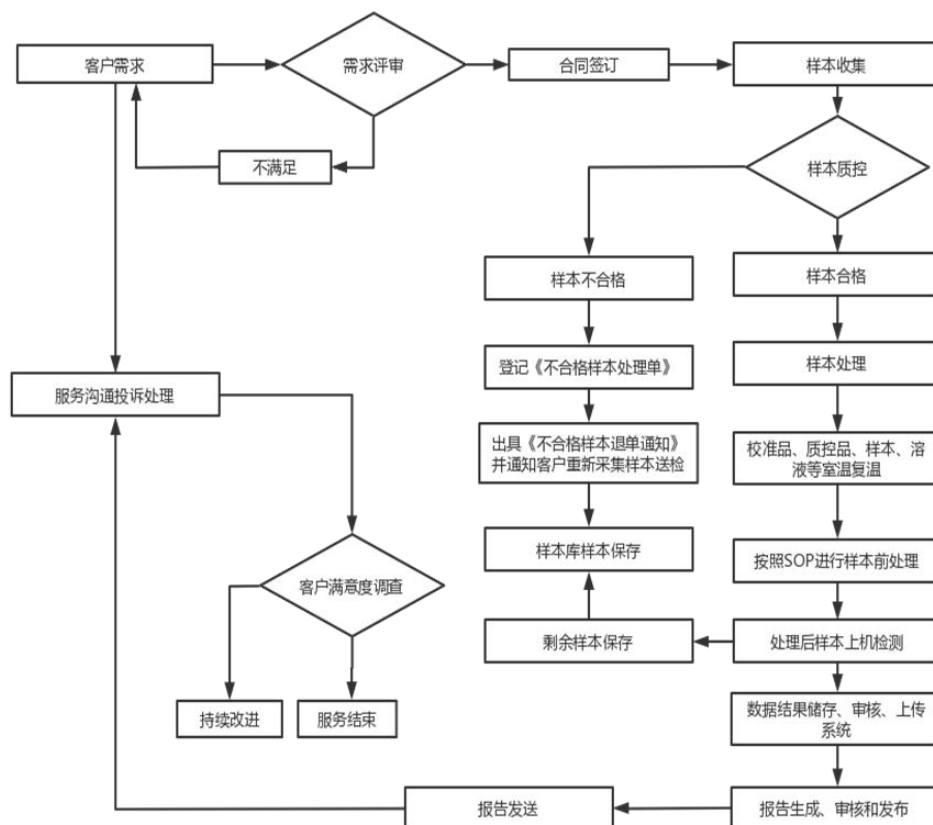 客户需求
需求评审
合同签订
样本收集
不满足
样本质控
样本不合格
样本合格
登记《不合格样本处理单》
样本处理
服务沟通投诉处理
出具《不合格样本退单通知》
并通知客户重新采集样本送检
校准品、质控品、样本、溶
液等室温复温
样本库样本保存
按照SOP进行样本前处理
客户满意度调查
剩余样本保存
处理后样本上机检测
持续改进
服务结束
数据结果储存、审核、上传
系统
报告发送
报告生成、审核和发布